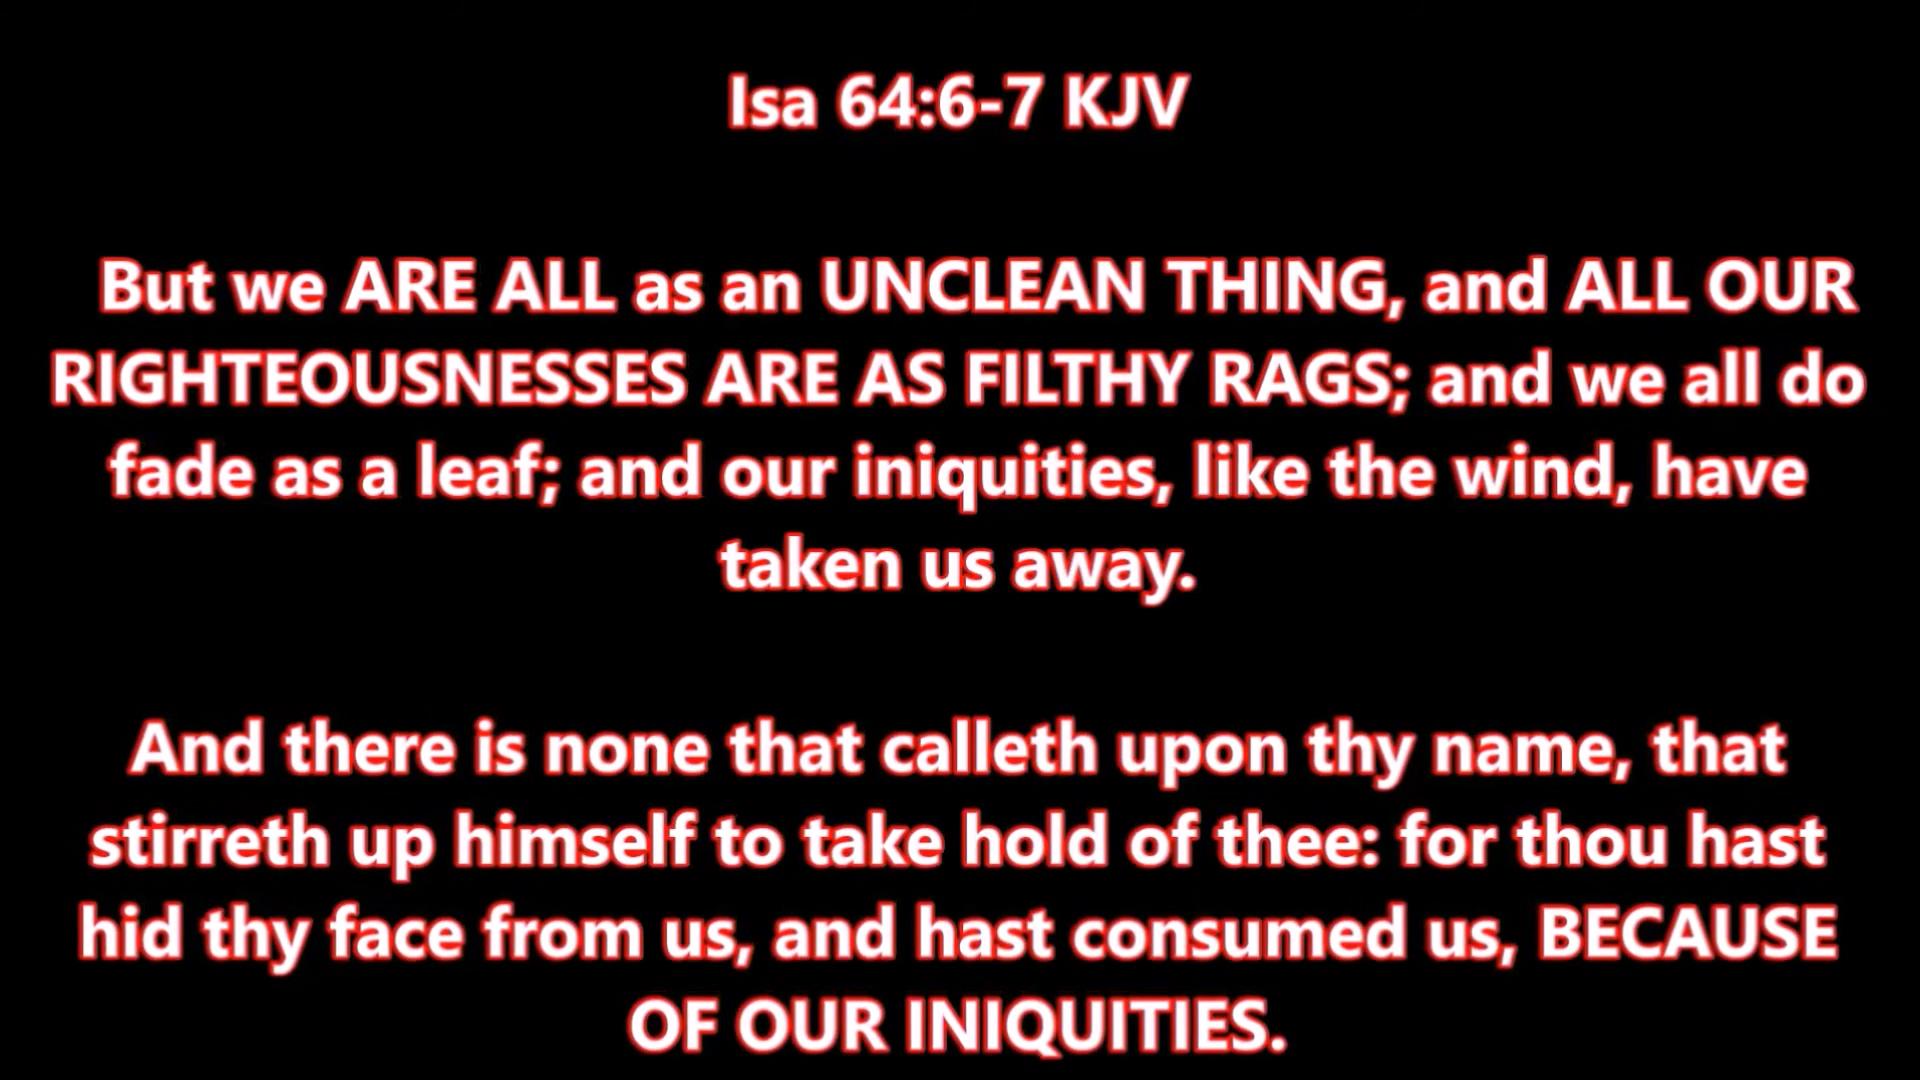 Isa 64:6-7 KJV
But we ARE ALL as an UNCLEAN THING, and ALL OUR
RIGHTEOUSNESSES ARE AS FILTHY RAGS; and we all do
fade as a leaf; and our iniquities, like the wind, have
taken us away.
And there is none that calleth upon thy name, that
stirreth up himself to take hold of thee: for thou hast
hid thy face from us, and hast consumed us, BECAUSE
OF OUR INIQUITIES.